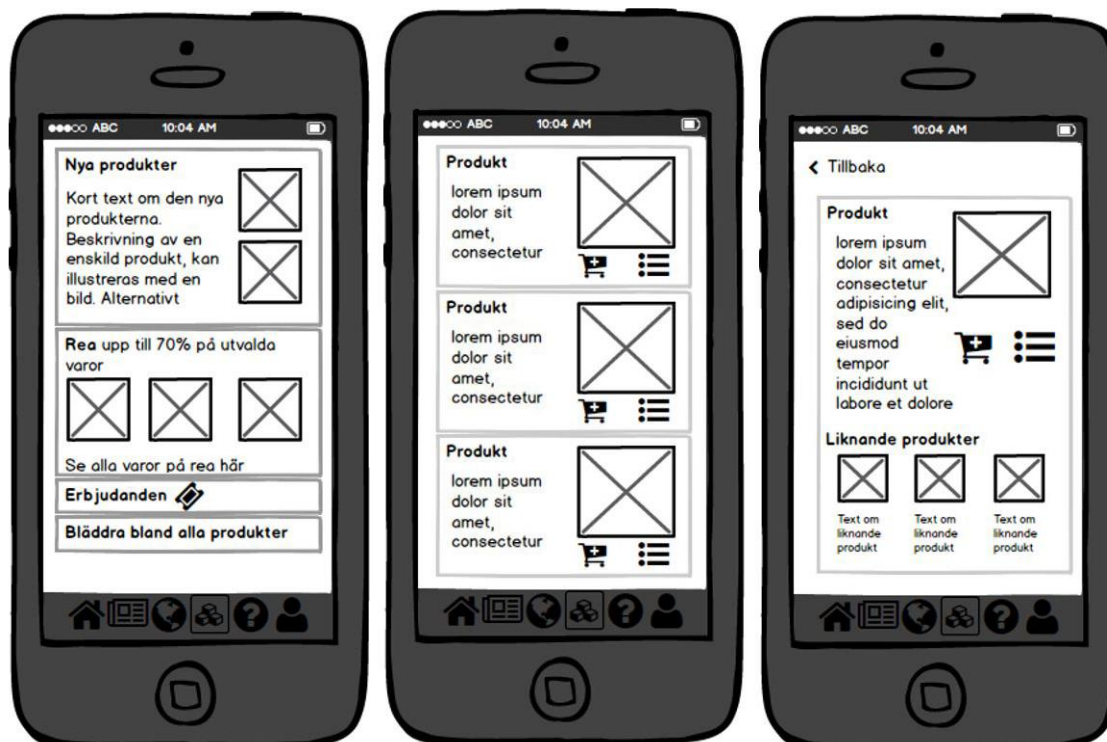 ABC 10:04 AM
Nya produkter
Kort text om den nya
produkterna.
Beskrivning av en
enskild produkt, kan
illustreras med en
bild. Alternativt
Rea upp till 70% på utvalda
varor
Se alla varor på rea här
Erbjudanden
Bläddra bland alla produkter
ABC 10:04 AM
Produkt
lorem ipsum
dolor sit
amet,
consectetur
Produkt
lorem ipsum
dolor sit
amet,
consectetur
Produkt
lorem ipsum
dolor sit
amet,
consectetur
ABC 10:04 AM
Tillbaka
Produkt
lorem ipsum
dolor sit amet,
consectetur
adipisicing elit,
sed do
eiusmod
tempor
incididunt ut
labore et dolore
Liknande produkter
Text om
liknande
produkt
Text om
liknande
produkt
Text om
liknande
produkt